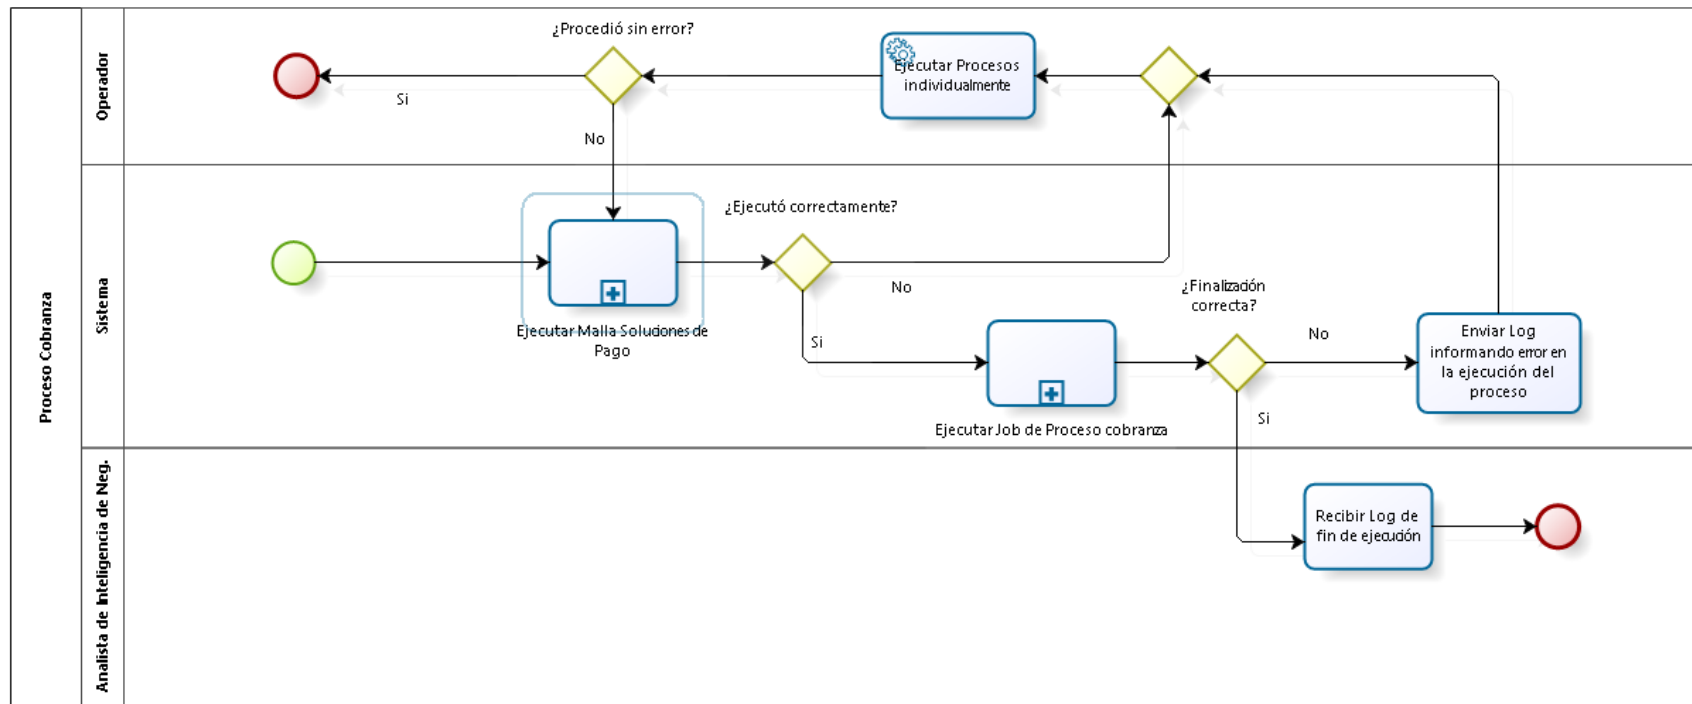 Proceso Cobranza
Operador
¿Procedió sin error?
Si
No
Ejecutar Procesos
individualmente
Sistema
Ejecutar Malla Soluciones de
Pago
¿Ejecutó correctamente?
No
Si
Ejecutar Job de Proceso cobranza
¿Finalización
correcta?
No
Si
Enviar Log
informando error en
la ejecución del
proceso
Analista de Inteligencia de Neg.
Recibir Log de
fin de ejecución